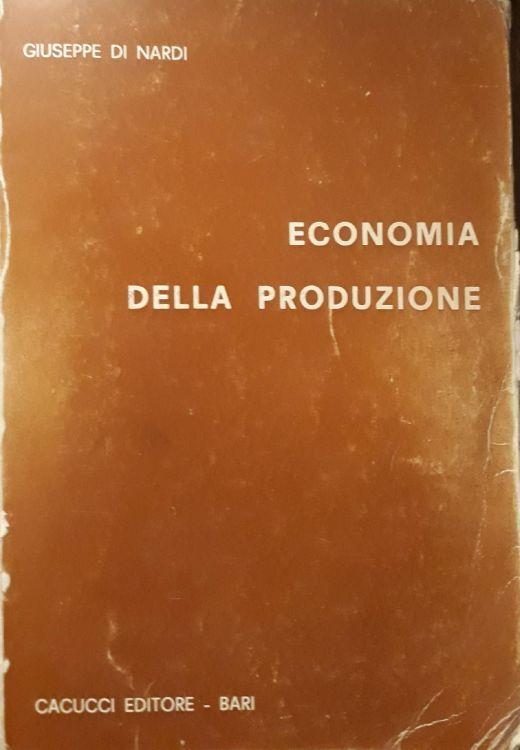 GIUSEPPE DI NARDI
ECONOMIA
DELLA PRODUZIONE
CACUCCI EDITORE - BARI